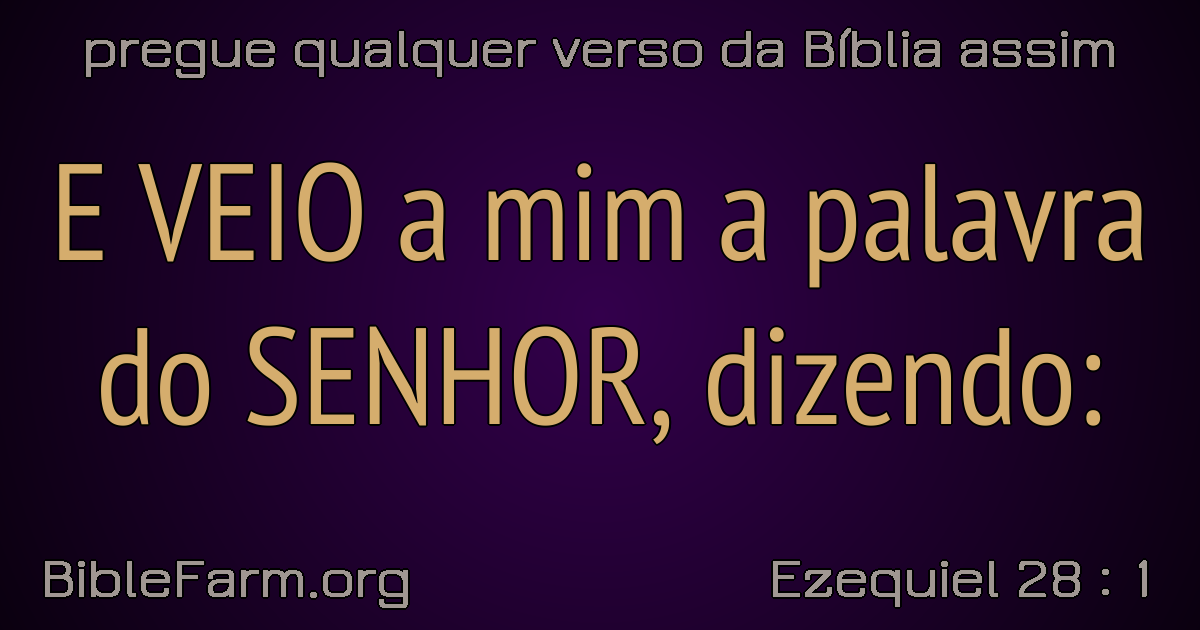 pregue qualquer verso da Bíblia assim
E VEIO a mim a palavra
do SENHOR, dizendo:
BibleFarm.org
Ezequiel 28 : 1